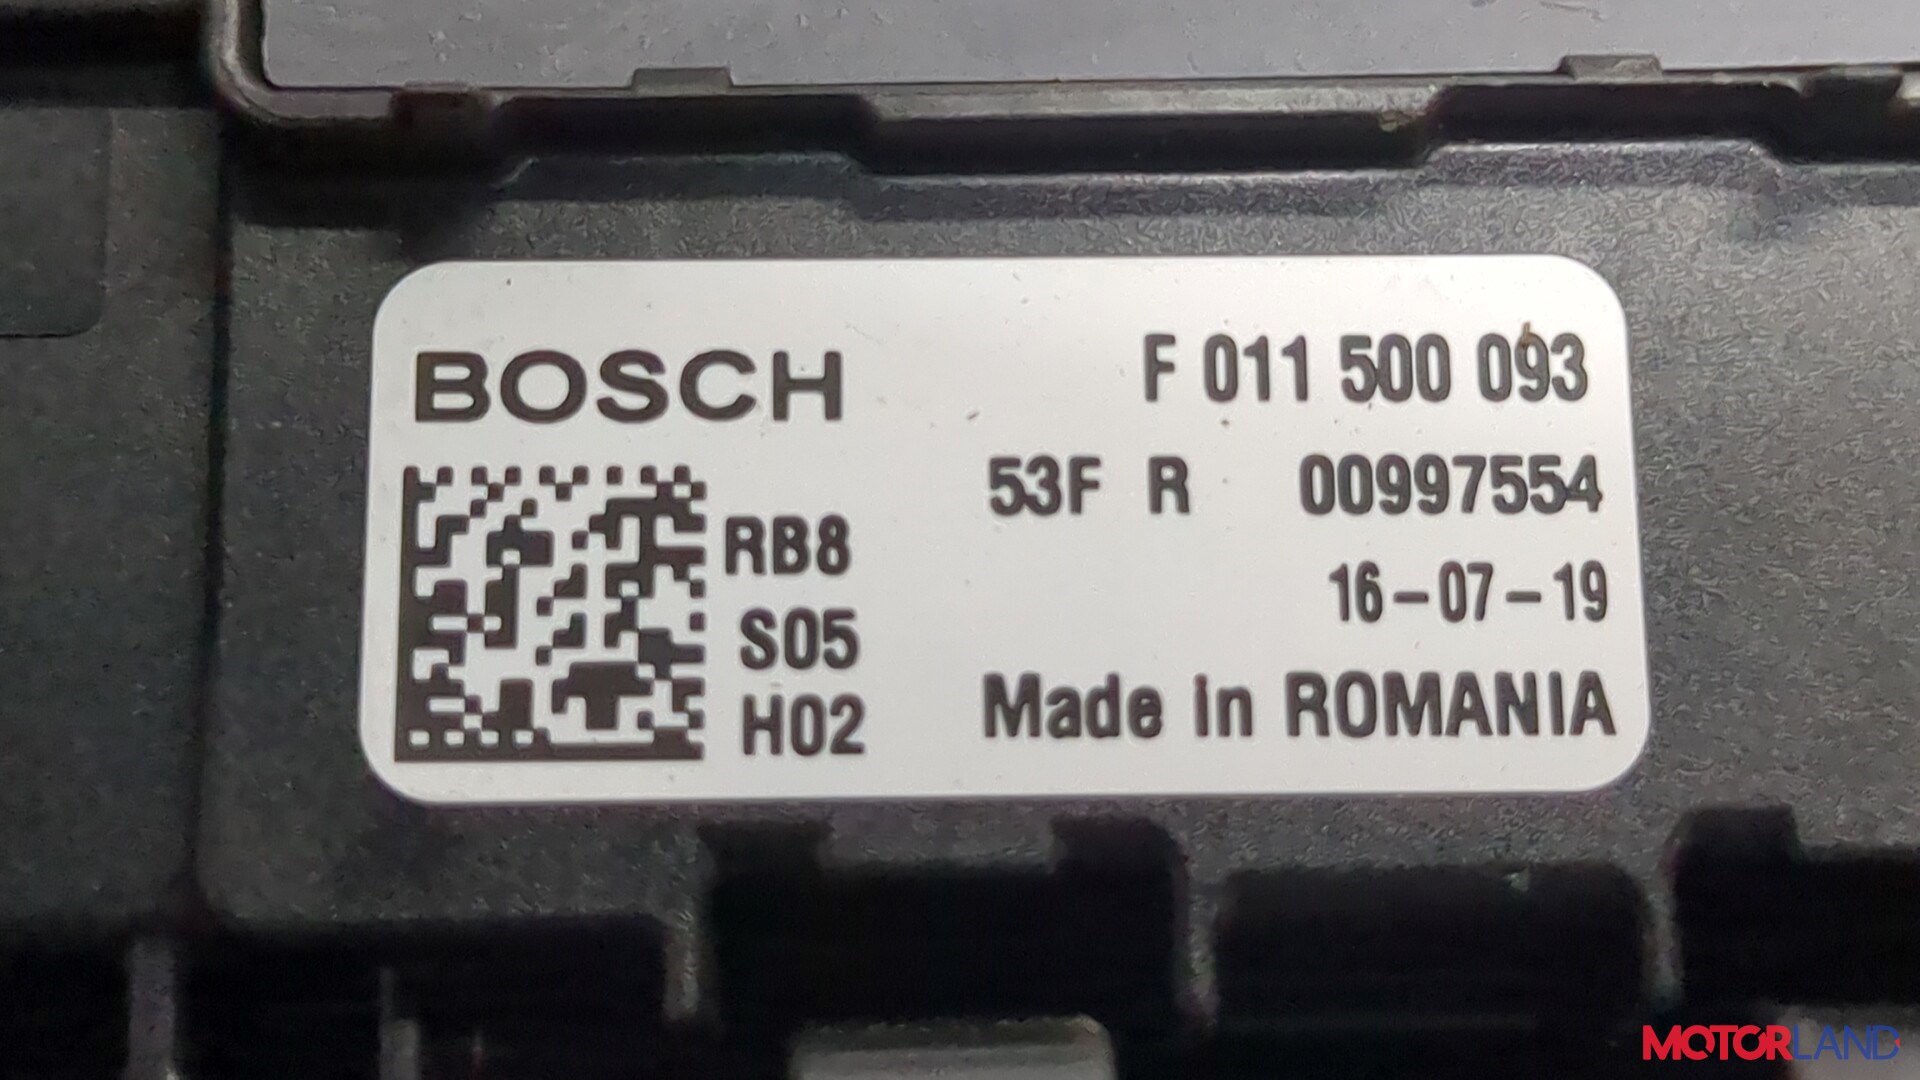 BOSCH
F 011 500 093
53F R 00997554
RB8
16-07-19
S05
H02
Made in ROMANIA
MOTORLAND